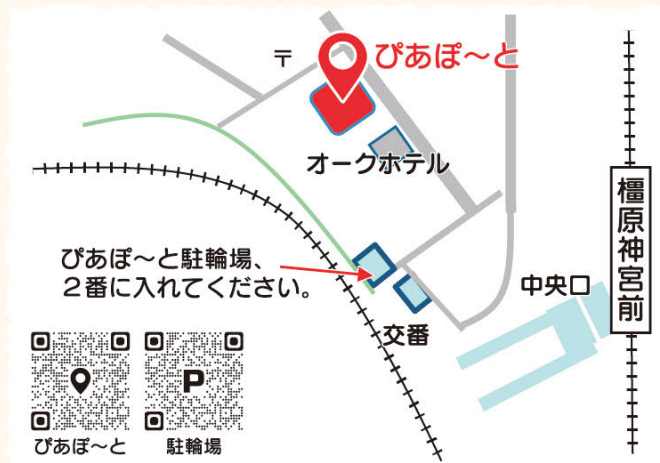 〒
ぴあぽ～と
オークホテル
ぴあぽ～と駐輪場、
２番に入れてください。
交番
中央口
橿原神宮前
P
ぴあぽ～と
駐輪場